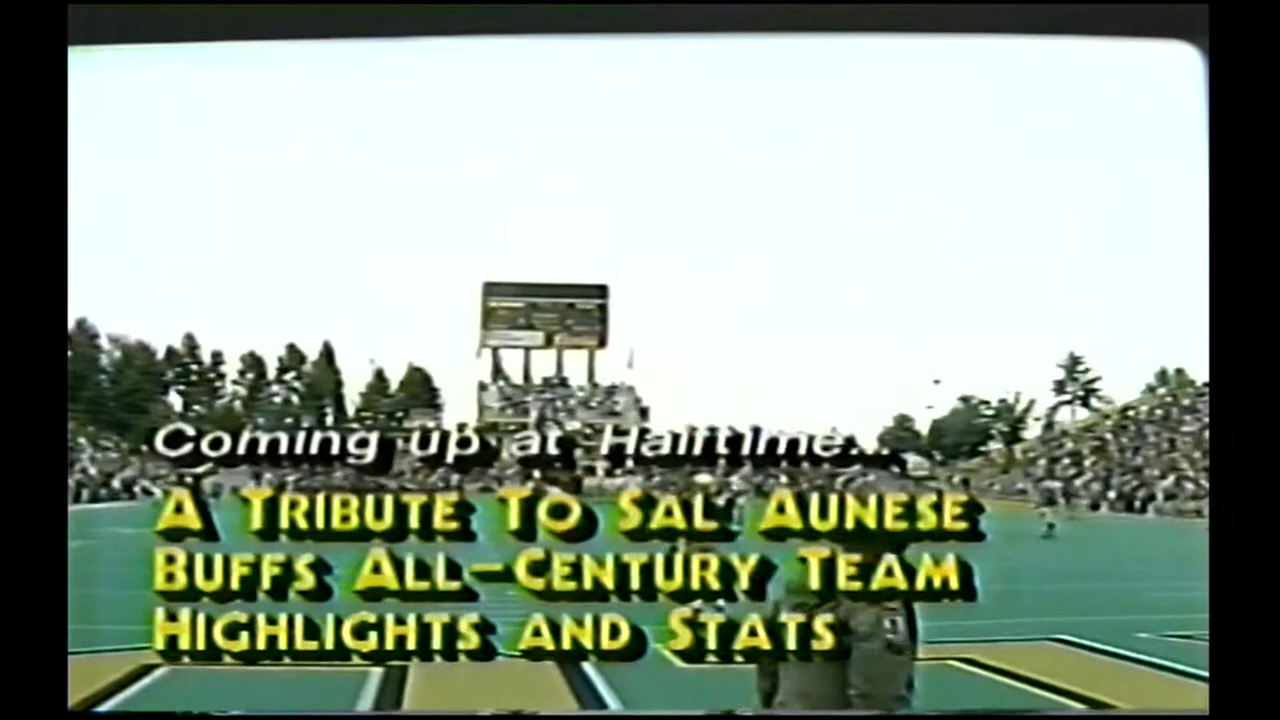 Coming up at Halftime...
A TRIBUTE TO SAL AUNESE
BUFFS ALL-CENTURY TEAM
HIGHLIGHTS AND STATS